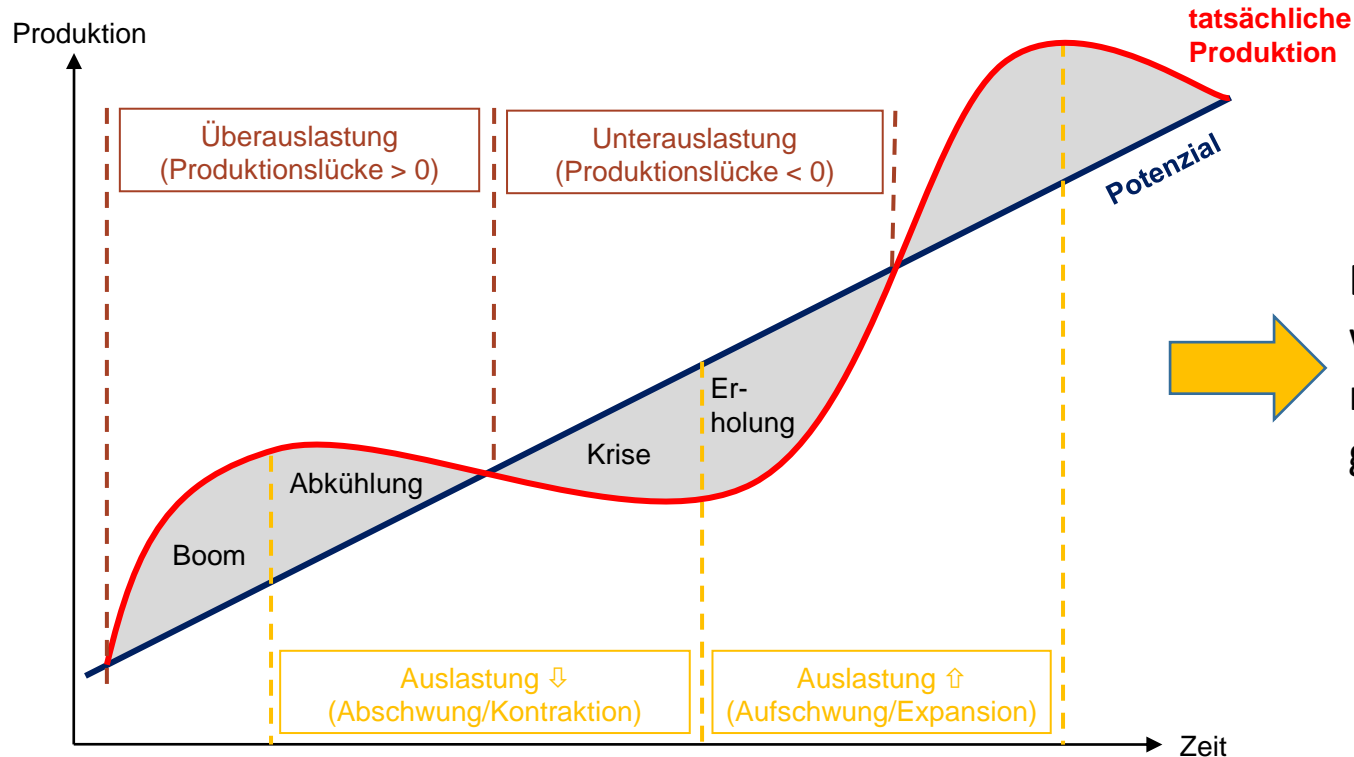 tatsächliche
Produktion
Produktion
Überauslastung
(Produktionslücke > 0)
Unterauslastung
(Produktionslücke < 0)
Potenzial
Er-
holung
Krise
Abkühlung
Boom
Auslastung ⇩
(Abschwung/Kontraktion)
Auslastung ⇧
(Aufschwung/Expansion)
Zeit